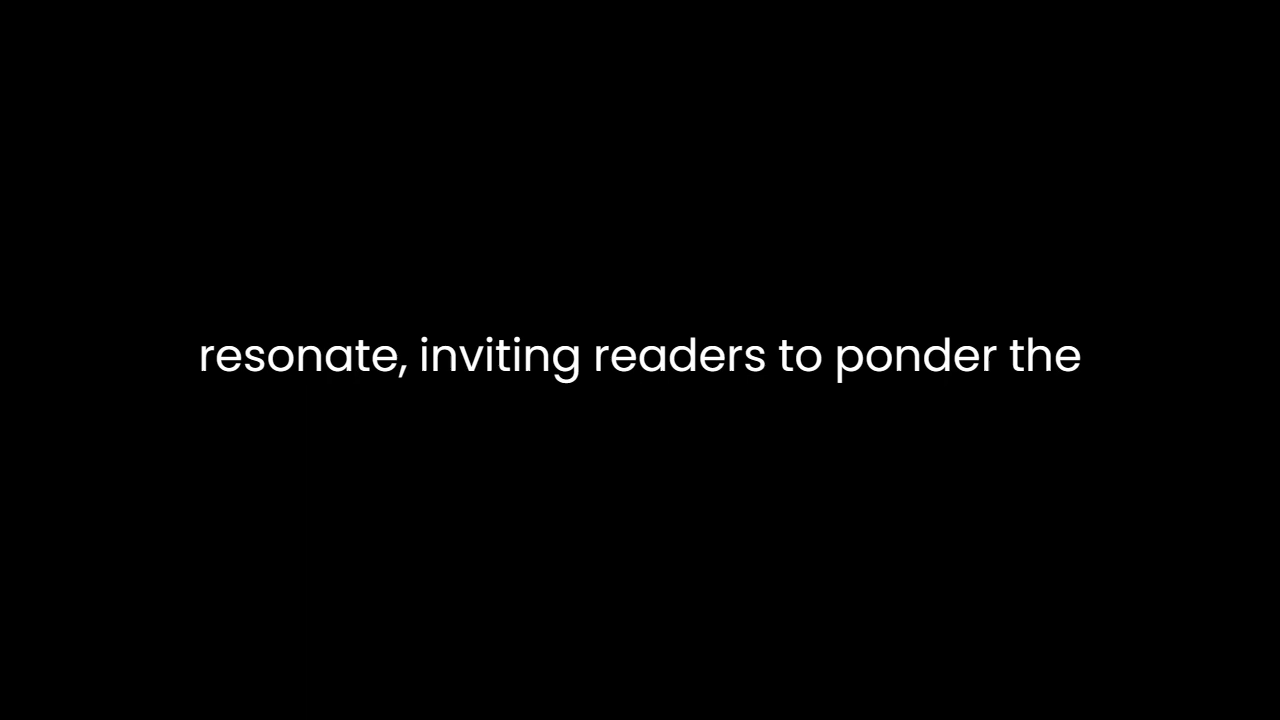 resonate, inviting readers to ponder the